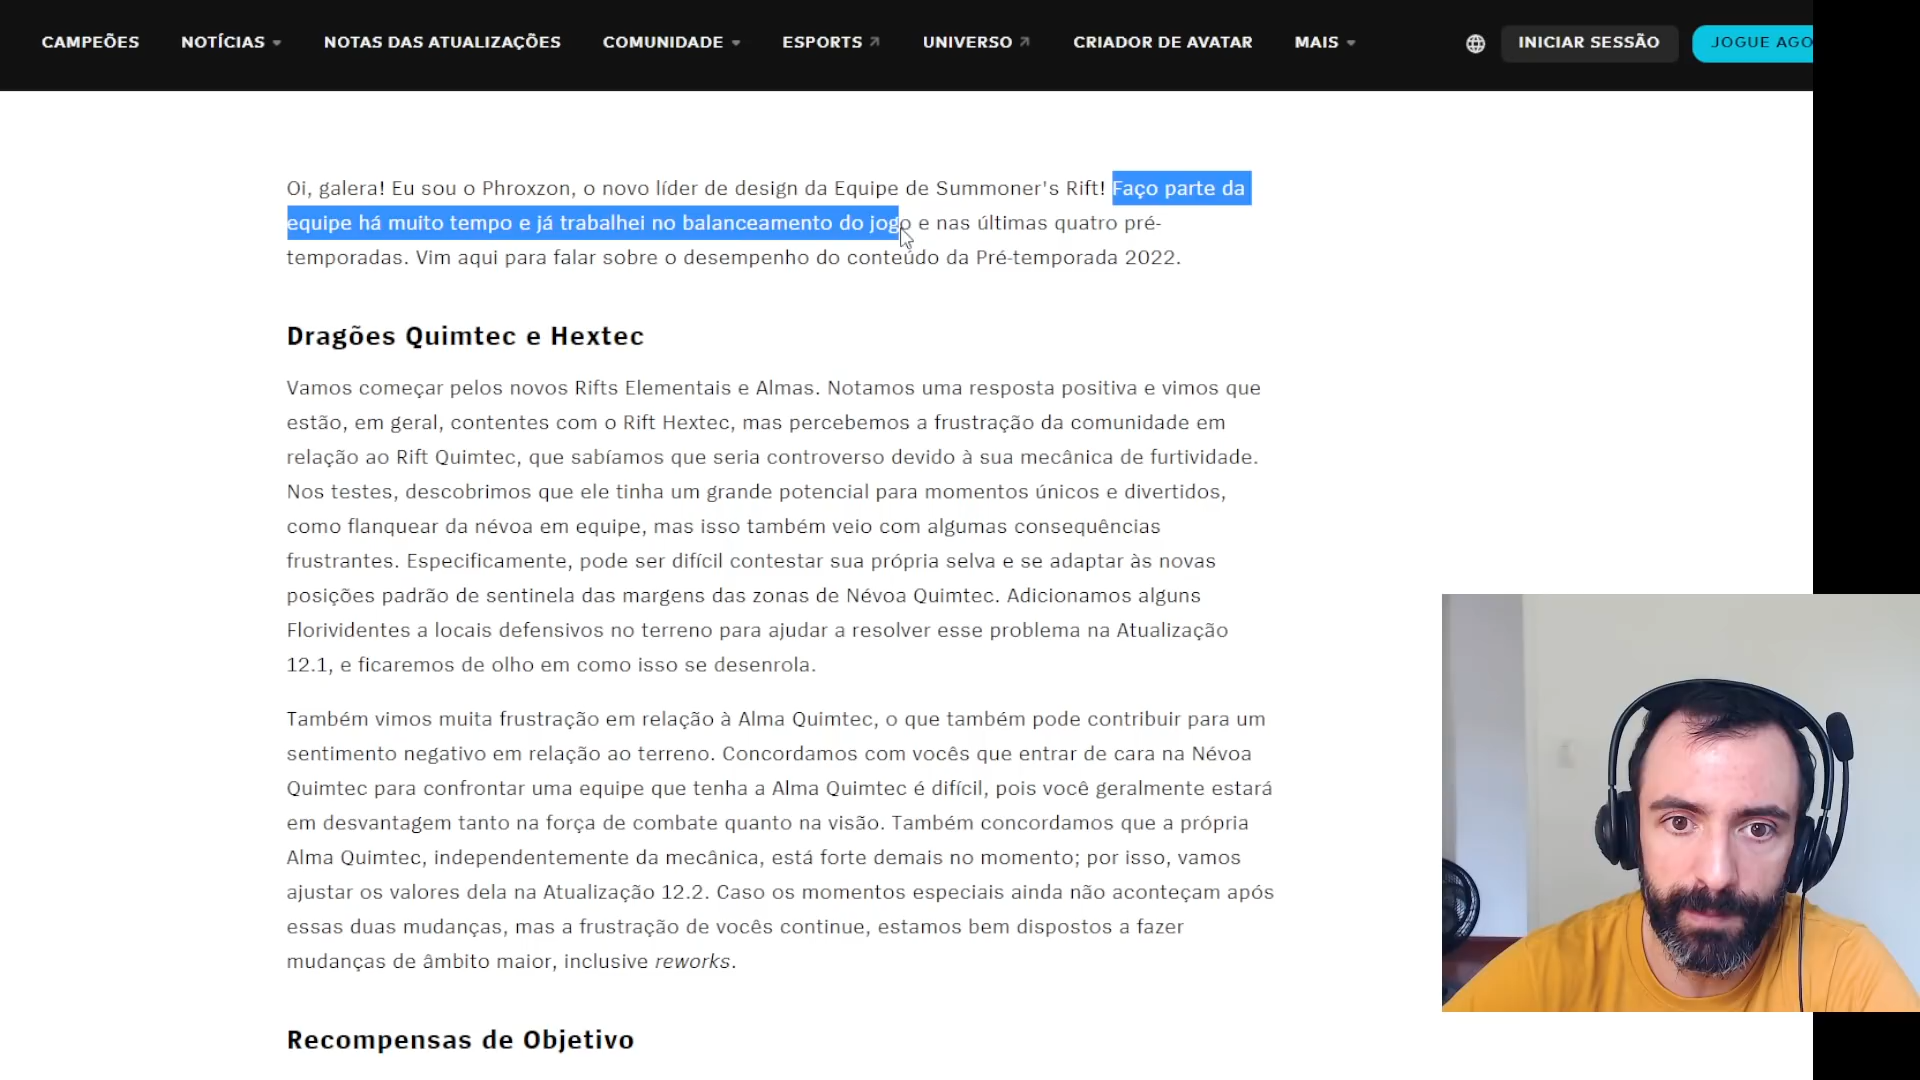 CAMPEÕES NOTÍCIAS NOTAS DAS ATUALIZAÇÕES COMUNIDADE ESPORTS UNIVERSO CRIADOR DE AVATAR MAIS INICIAR SESSÃO JOGUE AGO
Oi, galera! Eu sou o Phroxzon, o novo líder de design da Equipe de Summoner's Rift! Faço parte da
equipe há muito tempo e já trabalhei no balanceamento do jogo e nas últimas quatro pré-
temporadas. Vim aqui para falar sobre o desempenho do conteúdo da Pré-temporada 2022.
Dragões Quimtec e Hextec
Vamos começar pelos novos Rifts Elementais e Almas. Notamos uma resposta positiva e vimos que
estão, em geral, contentes com o Rift Hextec, mas percebemos a frustração da comunidade em
relação ao Rift Quimtec, que sabíamos que seria controverso devido à sua mecânica de furtividade.
Nos testes, descobrimos que ele tinha um grande potencial para momentos únicos e divertidos,
como flanquear da névoa em equipe, mas isso também veio com algumas consequências
frustrantes. Especificamente, pode ser difícil contestar sua própria selva e se adaptar às novas
posições padrão de sentinela das margens das zonas de Névoa Quimtec. Adicionamos alguns
Florividentes a locais defensivos no terreno para ajudar a resolver esse problema na Atualização
12.1, e ficaremos de olho em como isso se desenrola.
Também vimos muita frustração em relação à Alma Quimtec, o que também pode contribuir para um
sentimento negativo em relação ao terreno. Concordamos com vocês que entrar de cara na Névoa
Quimtec para confrontar uma equipe que tenha a Alma Quimtec é difícil, pois você geralmente estará
em desvantagem tanto na força de combate quanto na visão. Também concordamos que a própria
Alma Quimtec, independentemente da mecânica, está forte demais no momento; por isso, vamos
ajustar os valores dela na Atualização 12.2. Caso os momentos especiais ainda não aconteçam após
essas duas mudanças, mas a frustração de vocês continue, estamos bem dispostos a fazer
mudanças de âmbito maior, inclusive reworks.
Recompensas de Objetivo